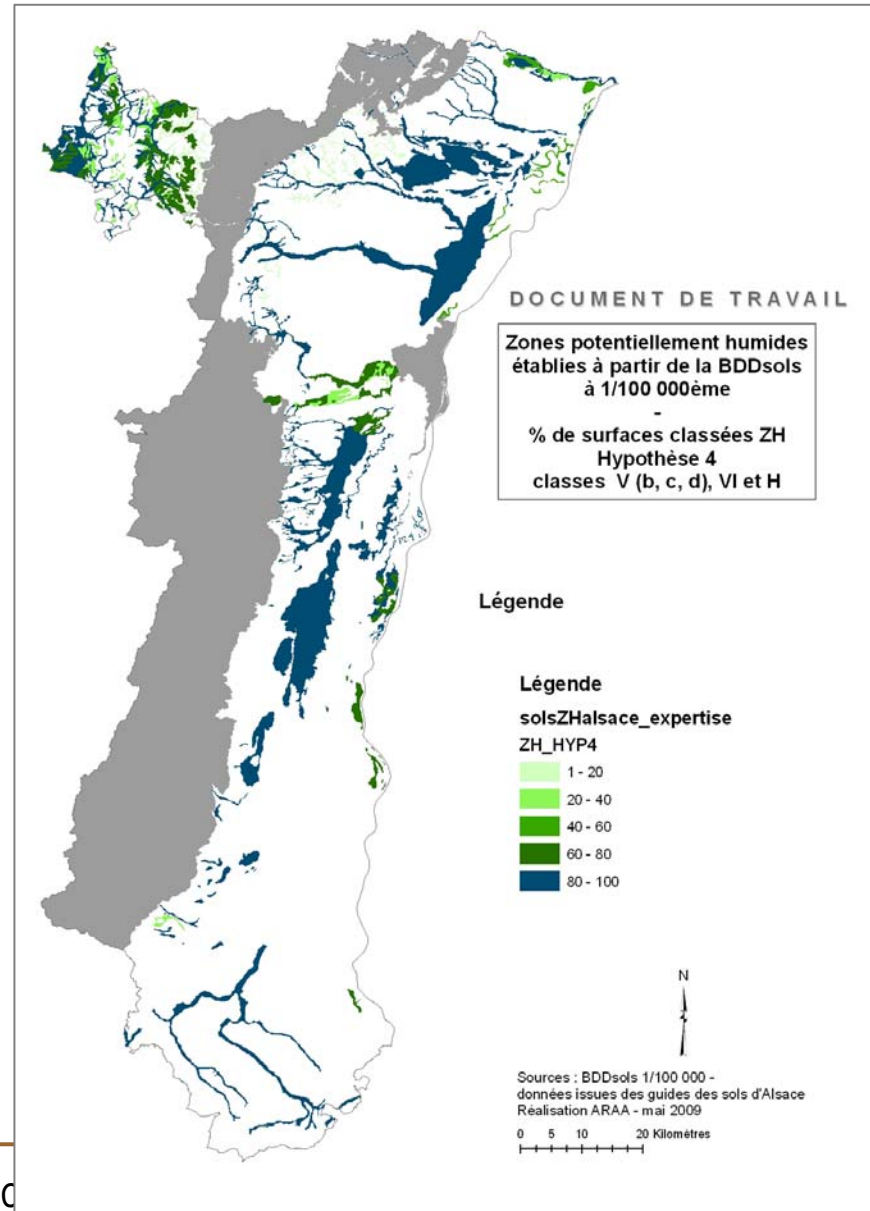 DOCUMENT DE TRAVAIL
Zones potentiellement humides
établies à partir de la BDDsols
à 1/100 000ème
-
% de surfaces classées ZH
Hypothèse 4
classes V (b, c, d), VI et H
Légende
Légende
solsZHalsace_expertise
ZH_HYP4
1 - 20
20 - 40
40 - 60
60 - 80
80 - 100
N
Sources : BDDsols 1/100 000 -
données issues des guides des sols d'Alsace
Réalisation ARAA - mai 2009
0 5 10 20 Kilomètres